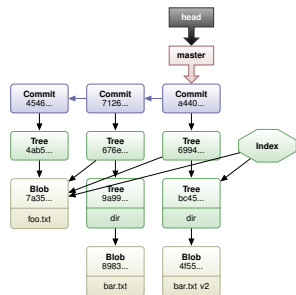 head
master
Commit
4546...
Commit
7126...
Commit
a440...
Tree
4ab5...
Tree
676e...
Tree
6994...
Index
Blob
7a35...
foo.txt
Tree
9a99...
dir
Tree
bc45...
dir
Blob
8983...
bar.txt
Blob
4f55...
bar.txt v2